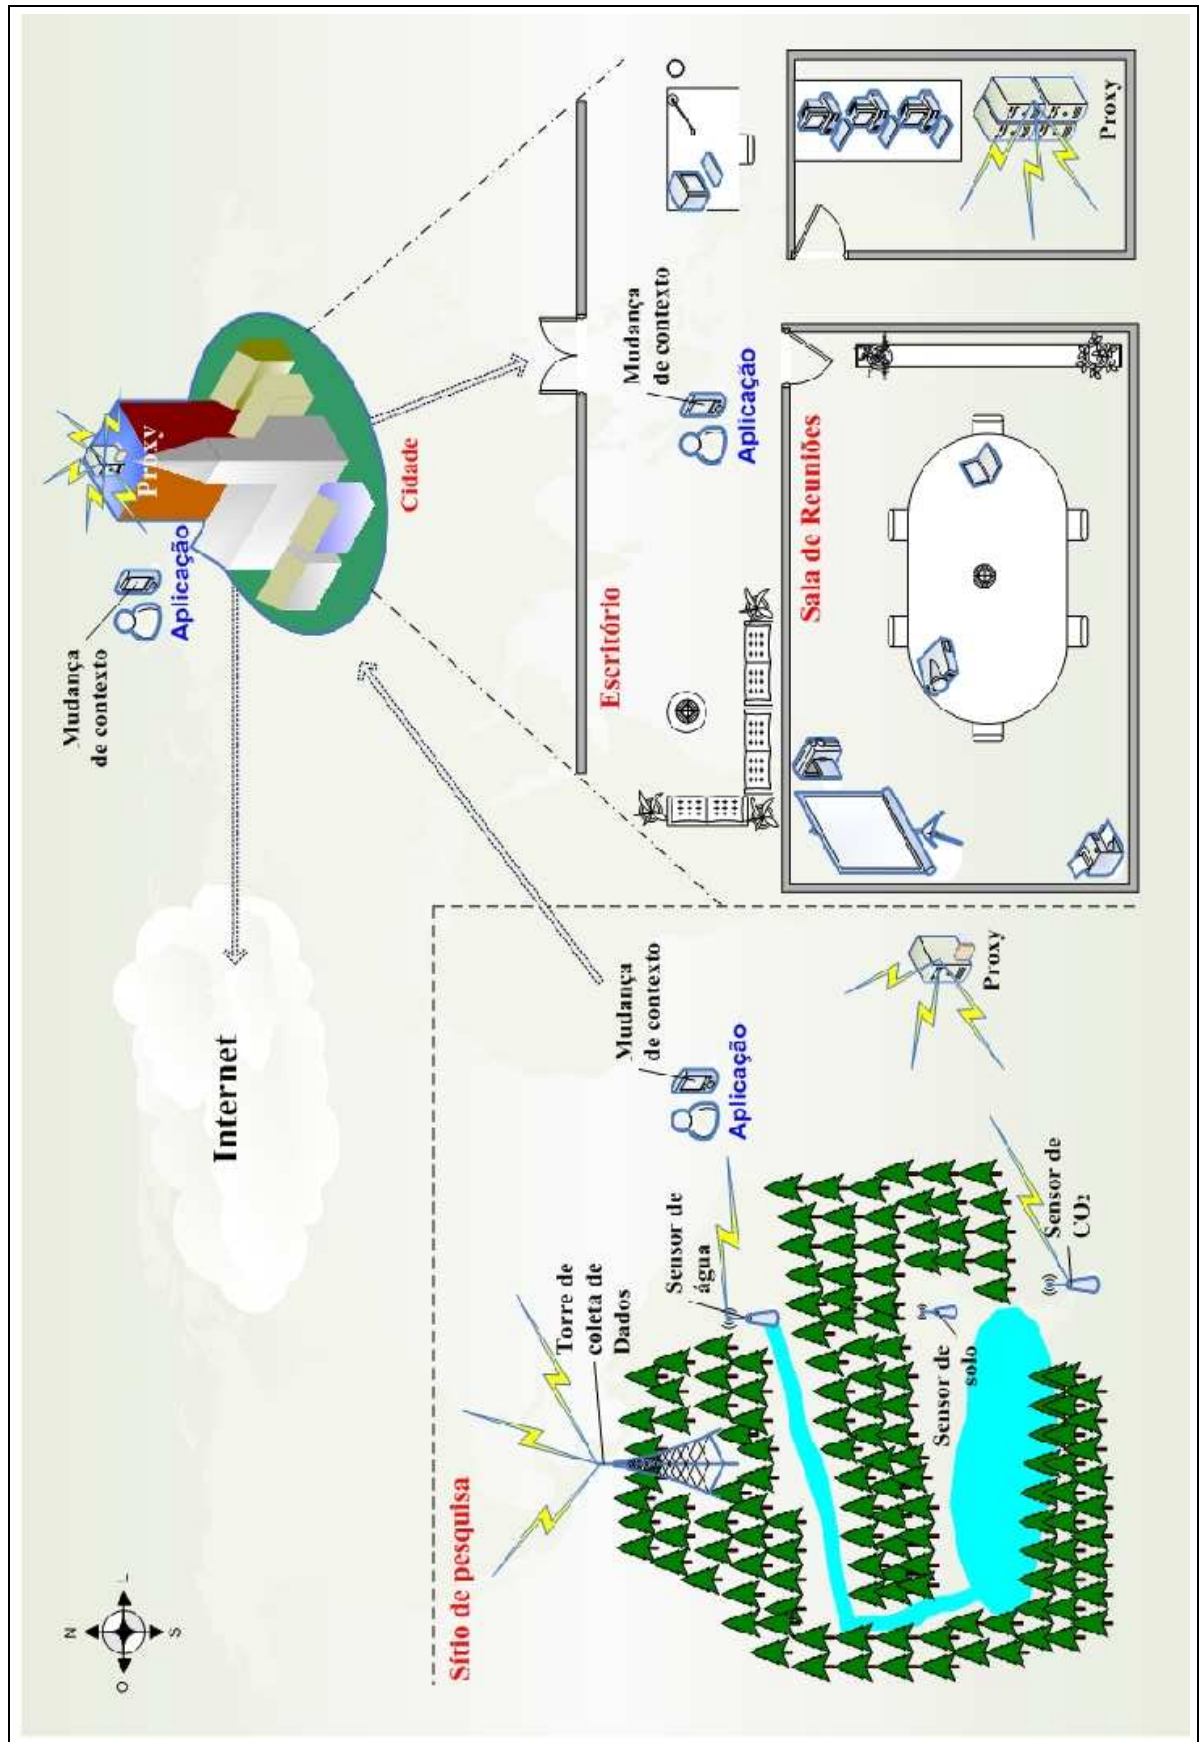 N
O
L
S
Internet
Mudança
de contexto
Aplicação
Proxy
Cidade
Sítio de pesquisa
Torre de
coleta de
Dados
Sensor de
água
Mudança
de contexto
Aplicação
Sensor de
solo
Sensor de
CO₂
Proxy
Escritório
Mudança
de contexto
Aplicação
Sala de Reuniões
Proxy